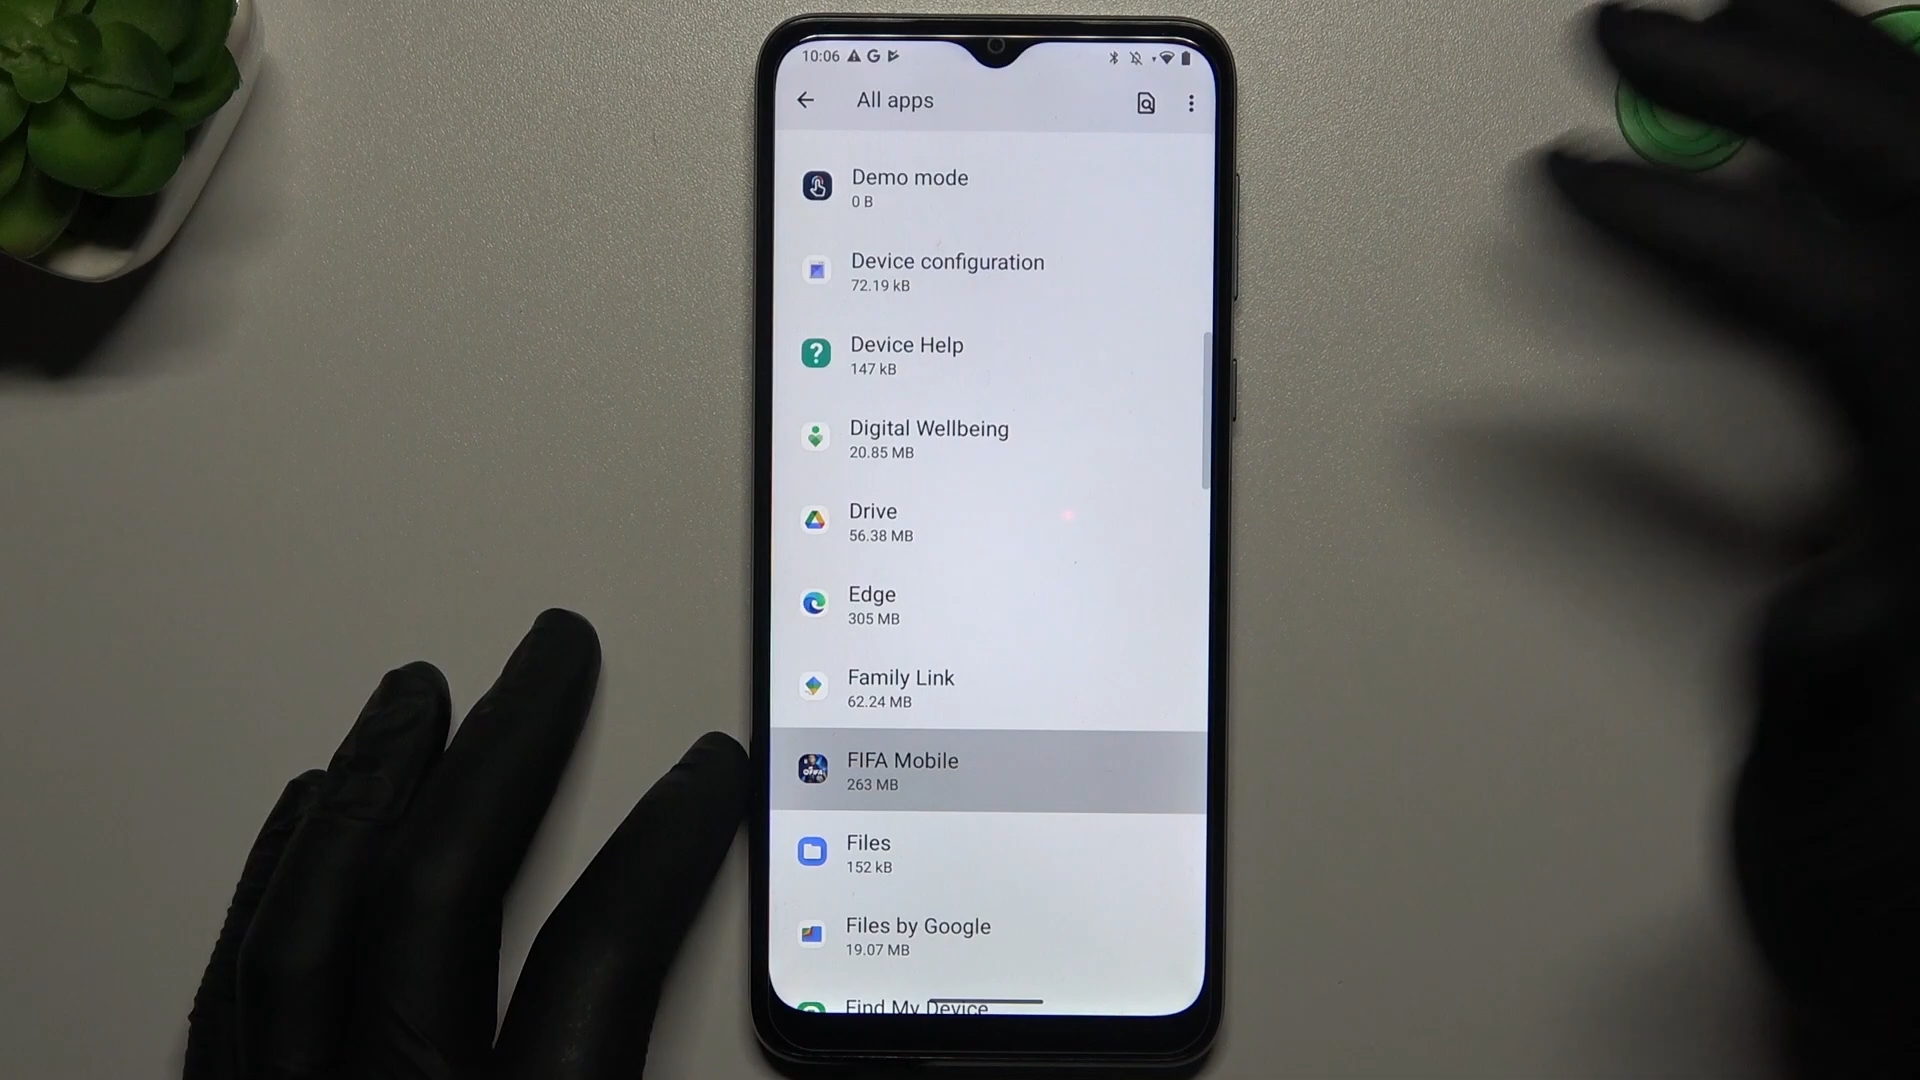 10:06
All apps
Demo mode
0 B
Device configuration
72.19 kB
Device Help
147 kB
Digital Wellbeing
20.85 MB
Drive
56.38 MB
Edge
305 MB
Family Link
62.24 MB
FIFA Mobile
263 MB
Files
152 kB
Files by Google
19.07 MB
Find My Device